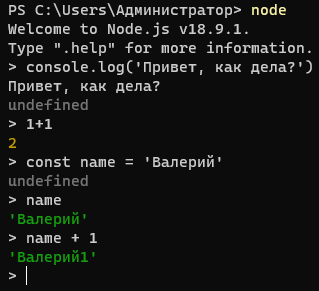 PS C:\Users\Администратор> node
Welcome to Node.js v18.9.1.
Type ".help" for more information.
> console.log('Привет, как дела?')
Привет, как дела?
undefined
> 1+1
2
> const name = 'Валерий'
undefined
> name
'Валерий'
> name + 1
'Валерий1'
>